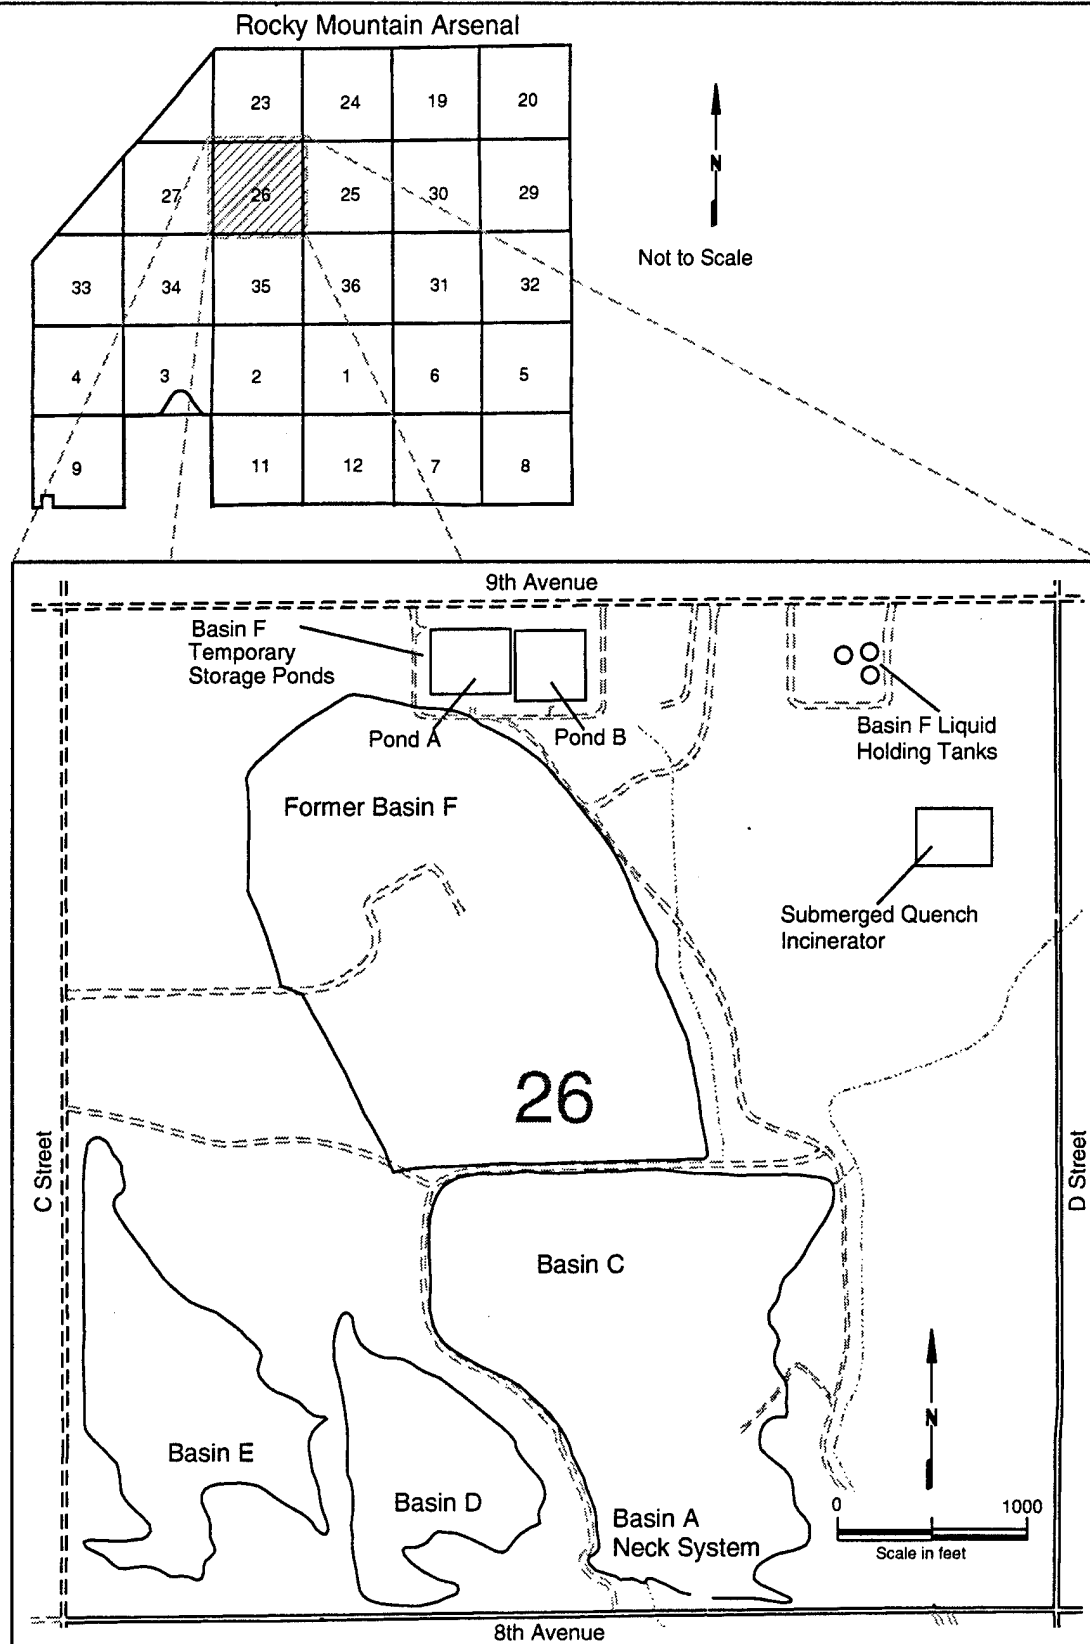 Rocky Mountain Arsenal
23 24 19 20
27 26 25 30 29
33 34 35 36 31 32
4 3 2 1 6 5
9 11 12 7 8
N
Not to Scale
9th Avenue
Basin F
Temporary
Storage Ponds
Pond A
Pond B
Basin F Liquid
Holding Tanks
Former Basin F
Submerged Quench
Incinerator
26
C Street
D Street
Basin C
Basin E
Basin D
Basin A
Neck System
N
0 1000
Scale in feet
8th Avenue